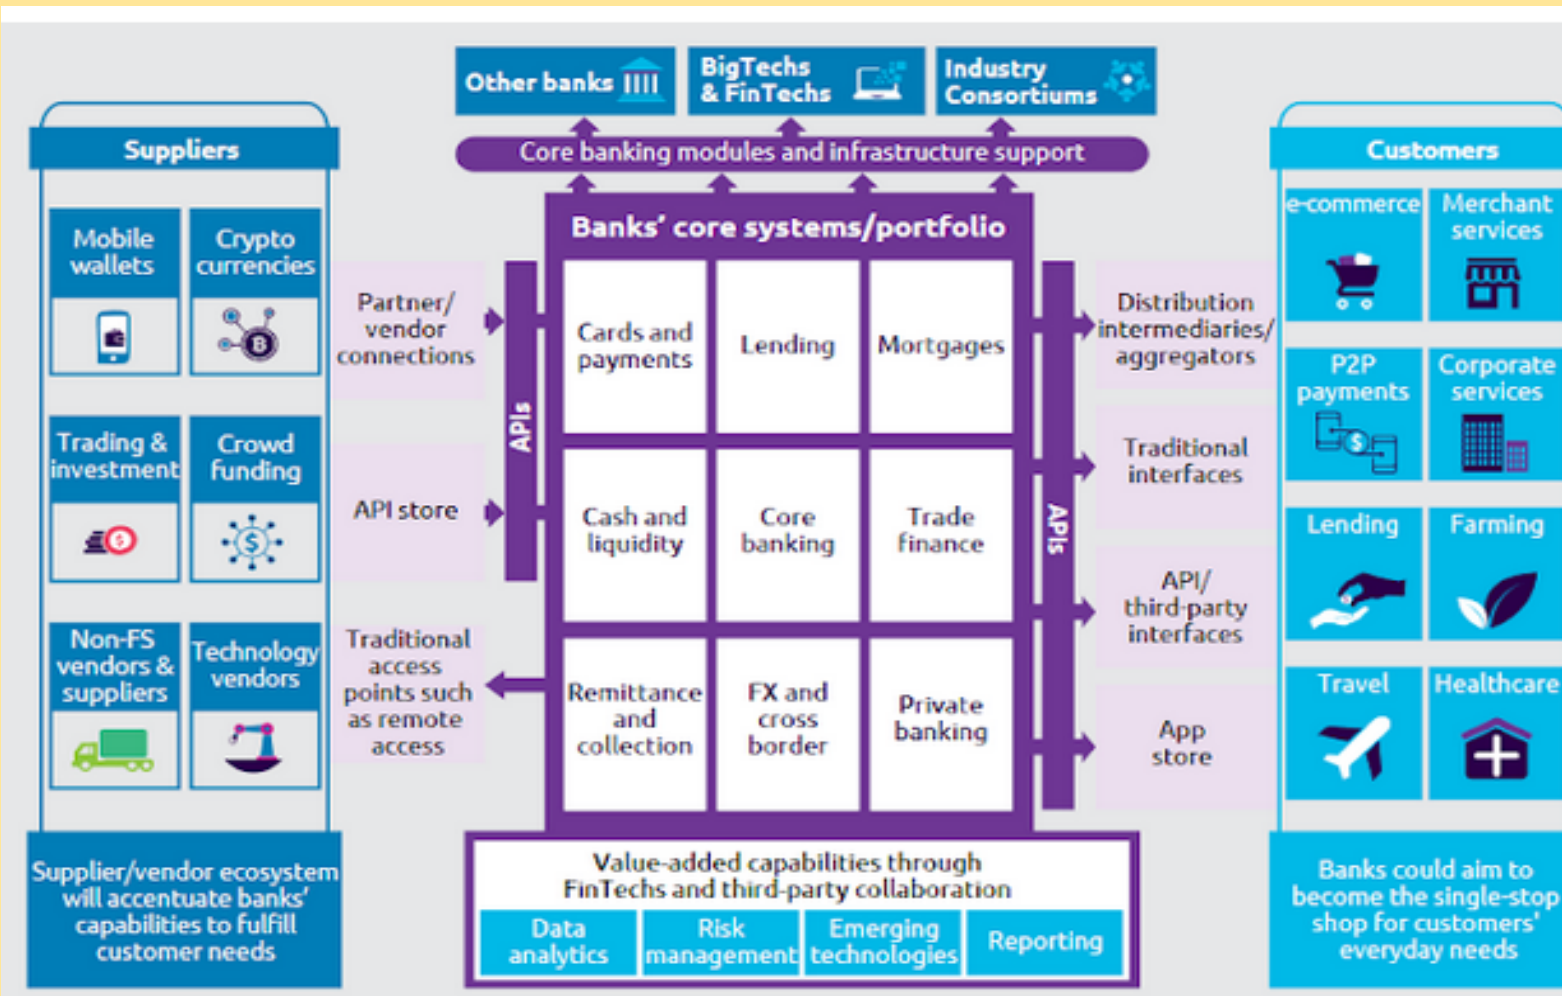 Other banks
BigTechs
& FinTechs
Industry
Consortiums
Core banking modules and infrastructure support
Suppliers
Mobile
wallets
Crypto
currencies
Trading &
investment
Crowd
funding
Non-FS
vendors &
suppliers
Technology
vendors
Supplier/vendor ecosystem
will accentuate banks'
capabilities to fulfill
customer needs
Partner/
vendor
connections
API store
Traditional
access
points such
as remote
access
APIs
Banks' core systems/portfolio
Cards and
payments
Lending
Mortgages
Cash and
liquidity
Core
banking
Trade
finance
Remittance
and
collection
FX and
cross
border
Private
banking
Value-added capabilities through
FinTechs and third-party collaboration
Data
analytics
Risk
management
Emerging
technologies
Reporting
APIs
Distribution
intermediaries/
aggregators
Traditional
interfaces
API/
third-party
interfaces
App
store
Customers
e-commerce
Merchant
services
P2P
payments
Corporate
services
Lending
Farming
Travel
Healthcare
Banks could aim to
become the single-stop
shop for customers'
everyday needs